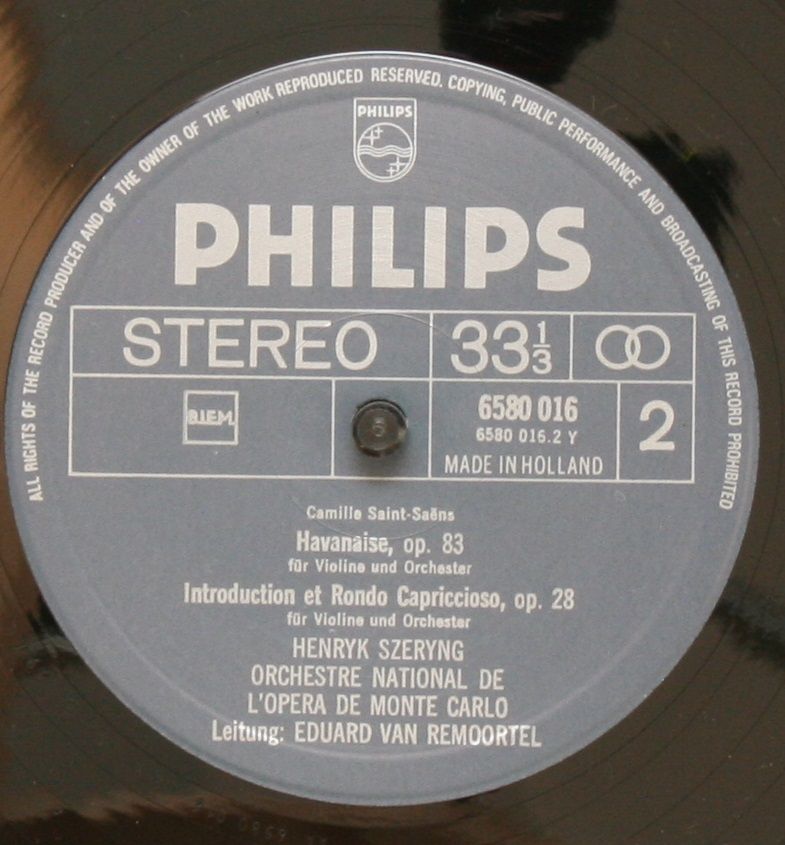 ALL RIGHTS OF THE RECORD PRODUCER AND OF THE OWNER OF THE WORK REPRODUCED RESERVED. COPYING, PUBLIC PERFORMANCE AND BROADCASTING OF THIS RECORD PROHIBITED
PHILIPS
PHILIPS
STEREO 33 1/3
B.I.E.M. 6580 016
6580 016.2 Y 2
MADE IN HOLLAND
Camille Saint-Saëns
Havanaise, op. 83
für Violine und Orchester
Introduction et Rondo Capriccioso, op. 28
für Violine und Orchester
HENRYK SZERYNG
ORCHESTRE NATIONAL DE
L'OPERA DE MONTE CARLO
Leitung: EDUARD VAN REMOORTEL